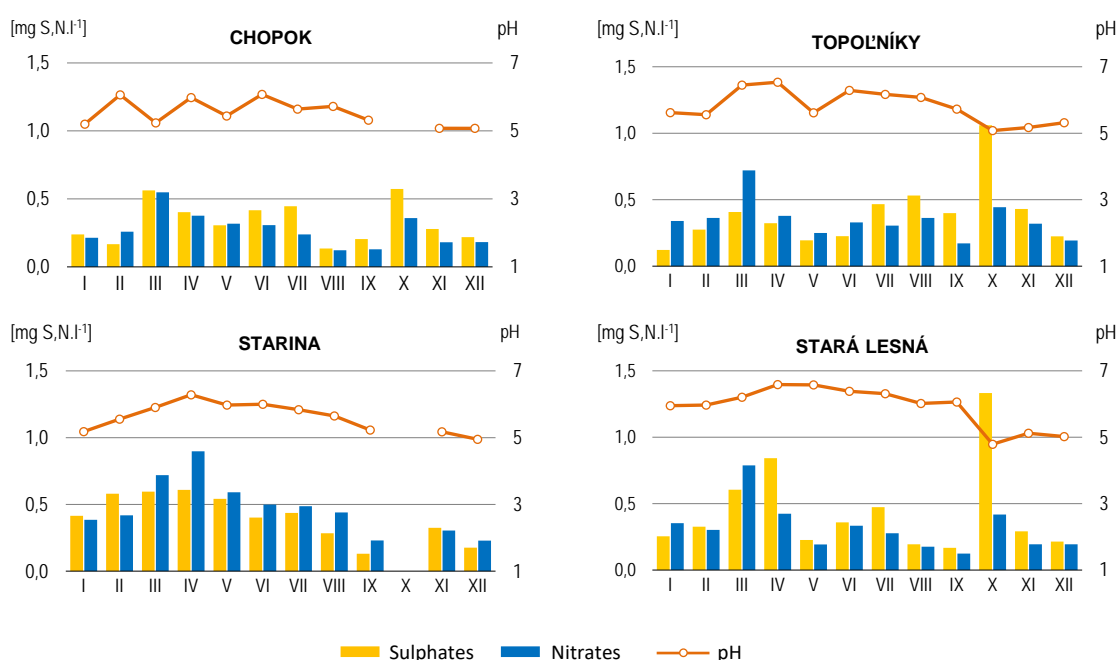 [mg S,N.l-1] CHOPOK pH
1,5 7
1,0 5
0,5 3
0,0 1
I II III IV V VI VII VIII IX X XI XII
[mg S,N.l-1] TOPOĽNÍKY pH
1,5 7
1,0 5
0,5 3
0,0 1
I II III IV V VI VII VIII IX X XI XII
[mg S,N.l-1] STARINA pH
1,5 7
1,0 5
0,5 3
0,0 1
I II III IV V VI VII VIII IX X XI XII
[mg S,N.l-1] STARÁ LESNÁ pH
1,5 7
1,0 5
0,5 3
0,0 1
I II III IV V VI VII VIII IX X XI XII
Sulphates Nitrates pH